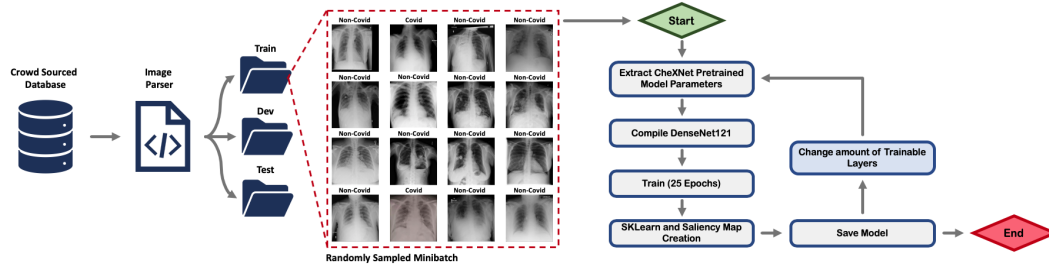 Crowd Sourced
Database
Image
Parser
Train
Dev
Test
Non-Covid Covid Non-Covid Non-Covid
Non-Covid Non-Covid Non-Covid Non-Covid
Non-Covid Non-Covid Non-Covid Non-Covid
Non-Covid Covid Non-Covid Non-Covid
Randomly Sampled Minibatch
Start
Extract CheXNet Pretrained
Model Parameters
Compile DenseNet121
Train (25 Epochs)
SKLearn and Saliency Map
Creation
Change amount of Trainable
Layers
Save Model
End